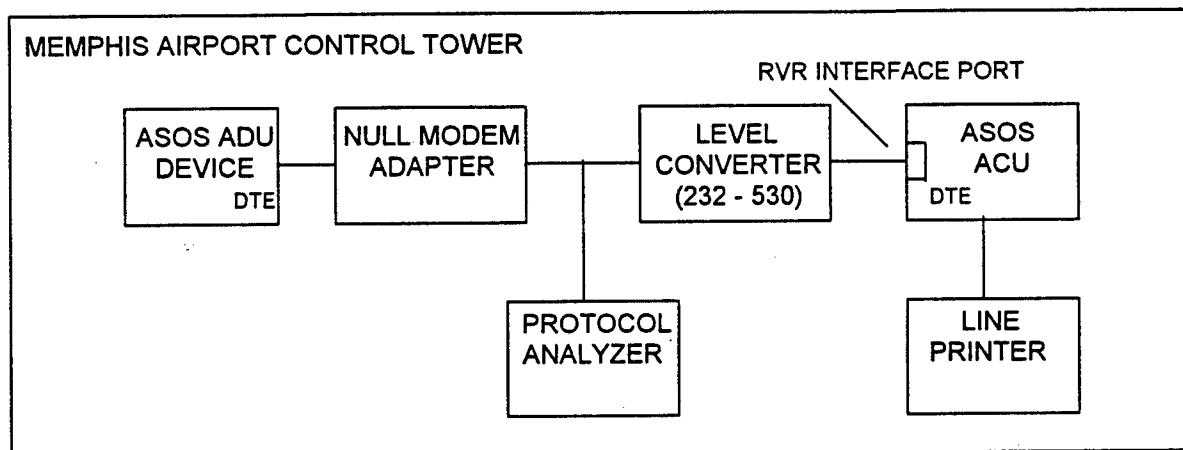 MEMPHIS AIRPORT CONTROL TOWER
RVR INTERFACE PORT
ASOS ADU
DEVICE
DTE
NULL MODEM
ADAPTER
LEVEL
CONVERTER
(232 - 530)
ASOS
ACU
DTE
PROTOCOL
ANALYZER
LINE
PRINTER